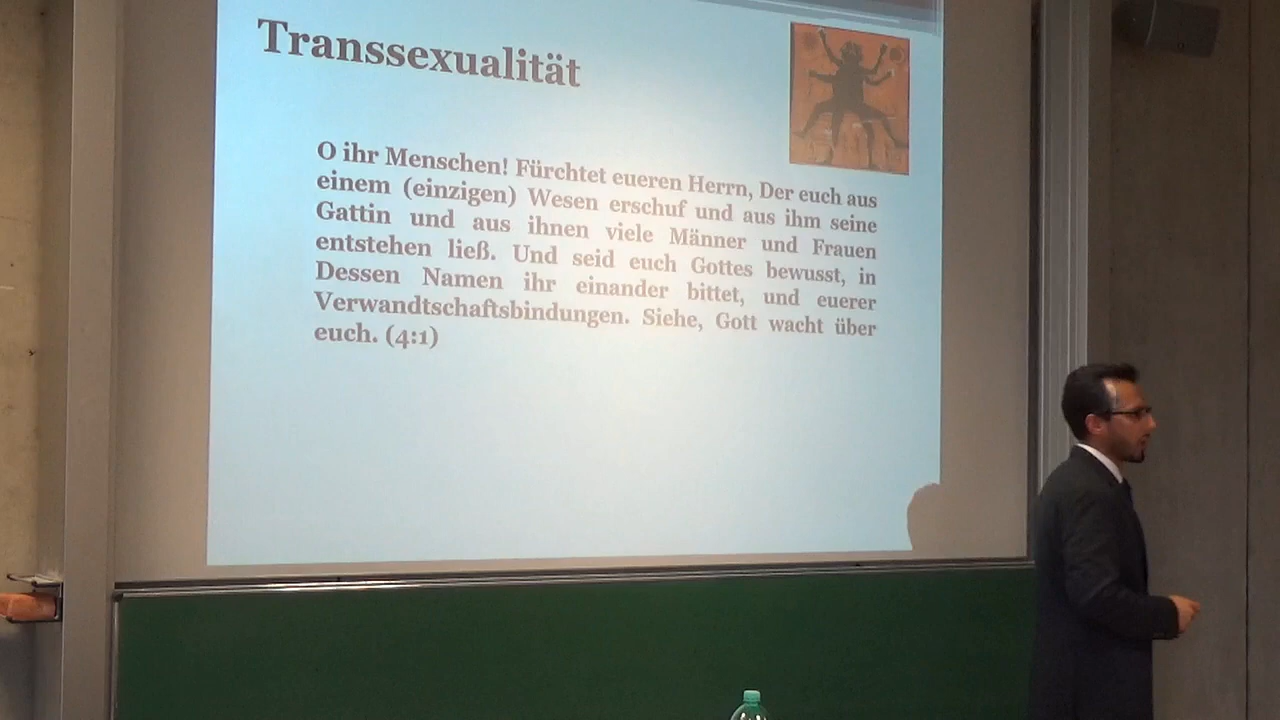 Transsexualität
O ihr Menschen! Fürchtet eueren Herrn, Der euch aus
einem (einzigen) Wesen erschuf und aus ihm seine
Gattin und aus ihnen viele Männer und Frauen
entstehen ließ. Und seid euch Gottes bewusst, in
Dessen Namen ihr einander bittet, und euerer
Verwandtschaftsbindungen. Siehe, Gott wacht über
euch. (4:1)